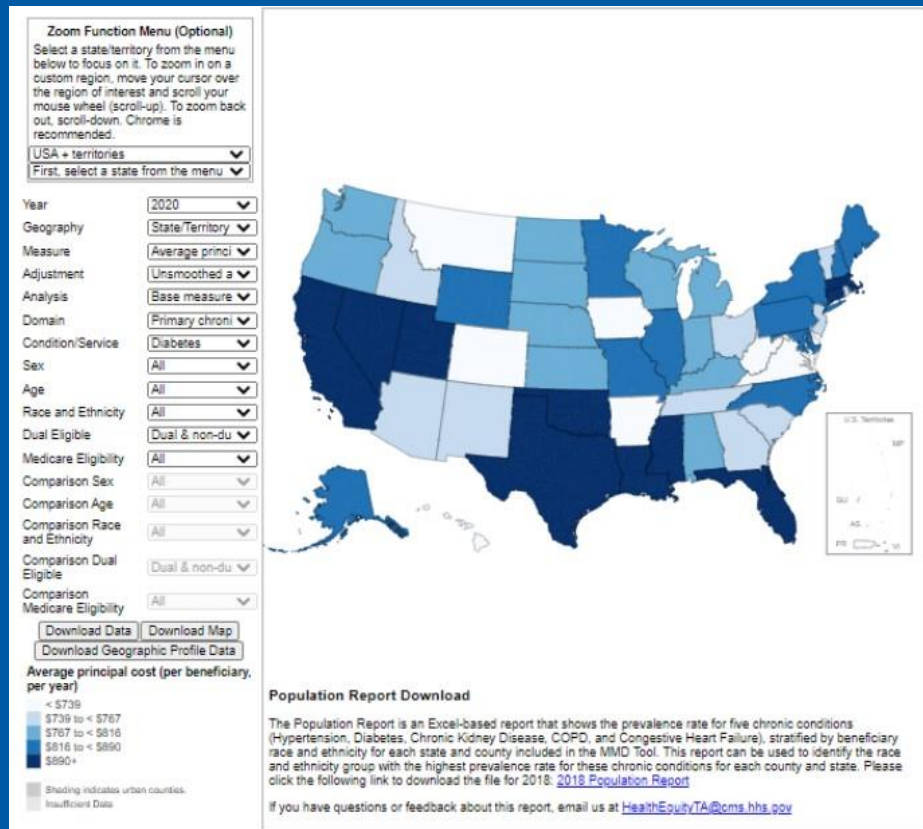 Zoom Function Menu (Optional)
Select a state/territory from the menu
below to focus on it. To zoom in on a
custom region, move your cursor over
the region of interest and scroll your
mouse wheel (scroll-up). To zoom back
out, scroll-down. Chrome is
recommended.
USA + territories
First, select a state from the menu
Year 2020
Geography State/Territory
Measure Average princi
Adjustment Unsmoothed a
Analysis Base measure
Domain Primary chroni
Condition/Service Diabetes
Sex All
Age All
Race and Ethnicity All
Dual Eligible Dual & non-du
Medicare Eligibility All
Comparison Sex All
Comparison Age All
Comparison Race
and Ethnicity All
Comparison Dual
Eligible Dual & non-du
Comparison
Medicare Eligibility All
Download Data Download Map
Download Geographic Profile Data
Average principal cost (per beneficiary,
per year)
< $739
$739 to < $767
$767 to < $816
$816 to < $890
$890+
Shading indicates urban counties.
Insufficient Data
U.S. Territories
MP
GU
AS
PR VI
Population Report Download
The Population Report is an Excel-based report that shows the prevalence rate for five chronic conditions
(Hypertension, Diabetes, Chronic Kidney Disease, COPD, and Congestive Heart Failure), stratified by beneficiary
race and ethnicity for each state and county included in the MMD Tool. This report can be used to identify the race
and ethnicity group with the highest prevalence rate for these chronic conditions for each county and state. Please
click the following link to download the file for 2018: 2018 Population Report
If you have questions or feedback about this report, email us at HealthEquityTA@cms.hhs.gov